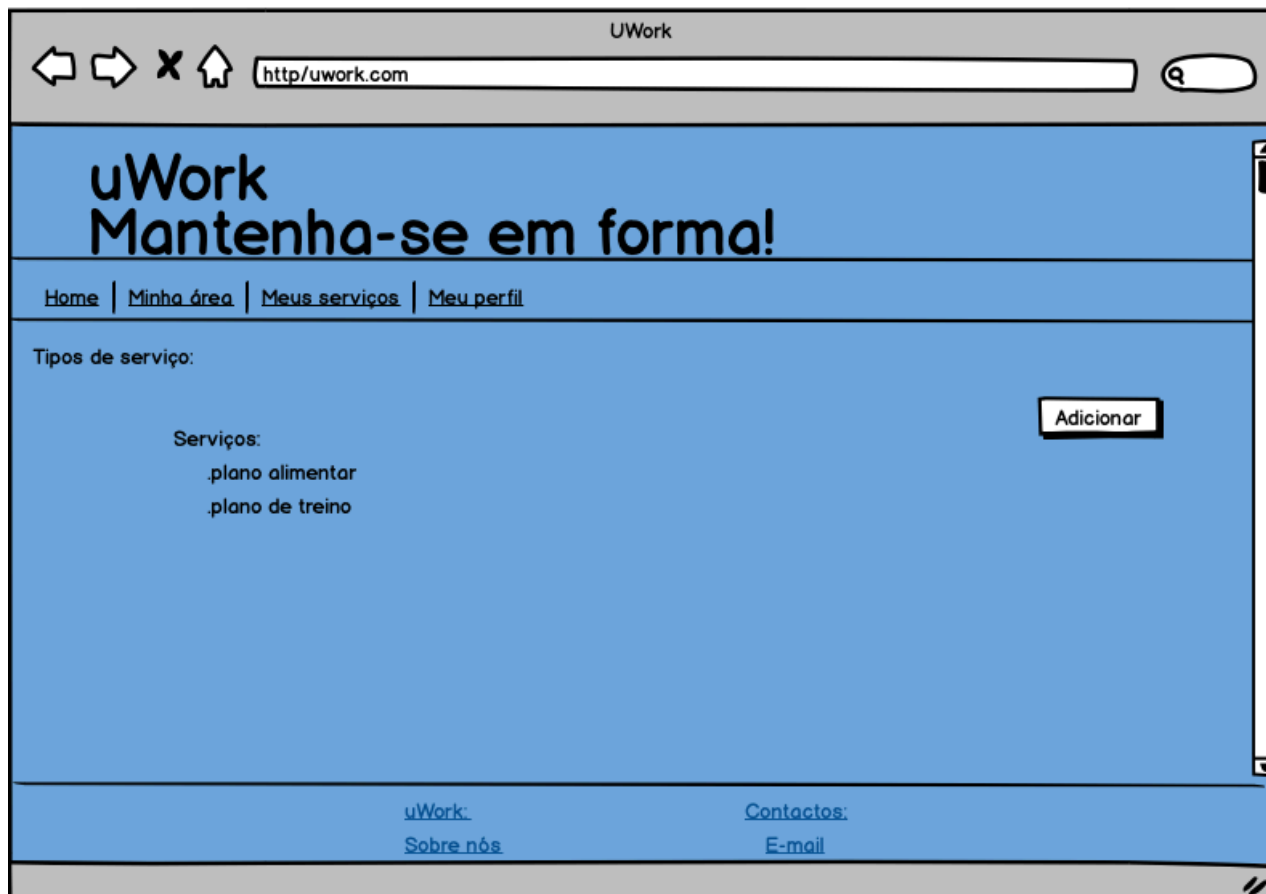 UWork
http/uwork.com
uWork
Mantenha-se em forma!
Home | Minha área | Meus serviços | Meu perfil
Tipos de serviço:
Adicionar
Serviços:
.plano alimentar
.plano de treino
uWork: Contactos:
Sobre nós E-mail